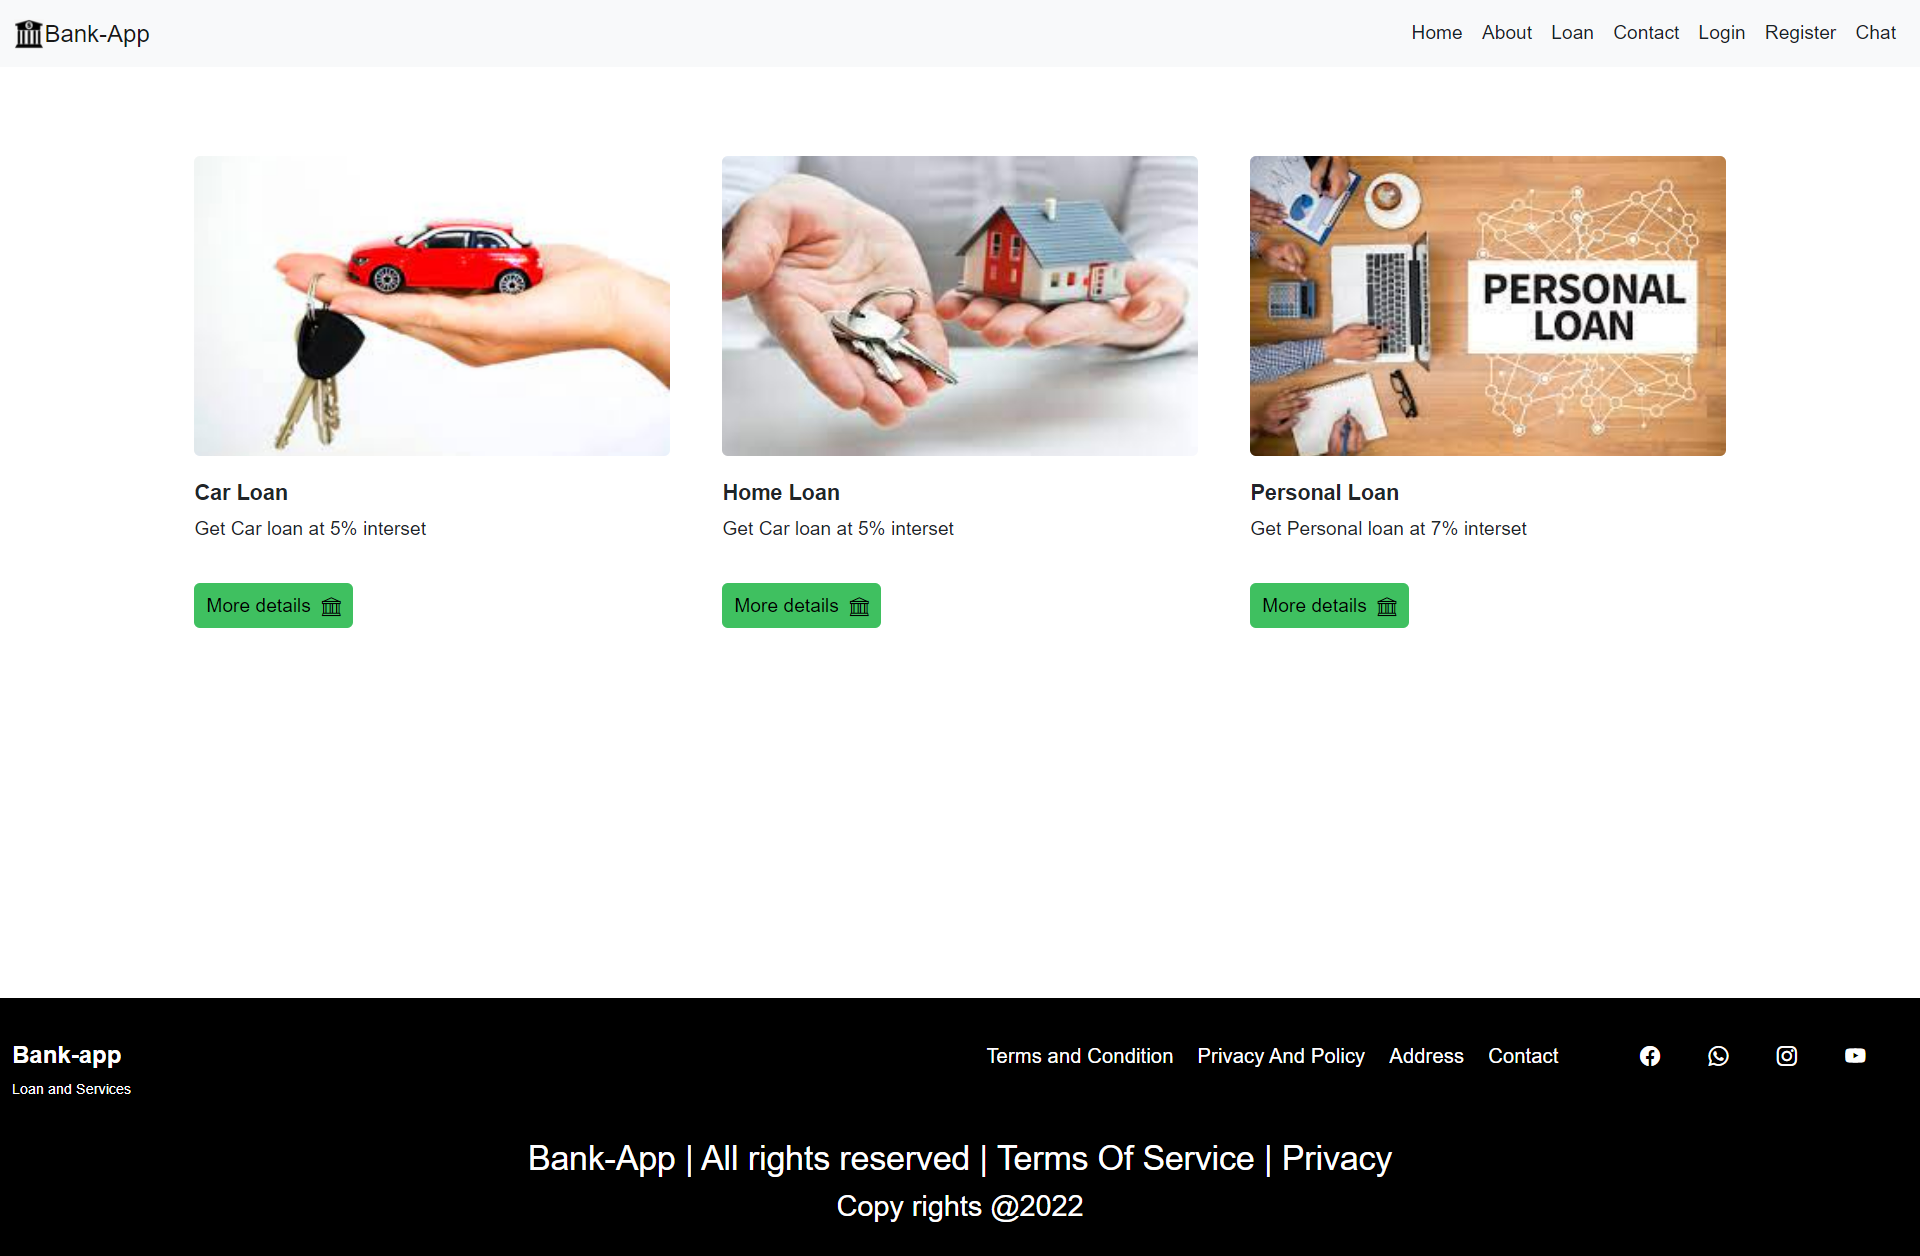 Bank-App
Home About Loan Contact Login Register Chat
PERSONAL
LOAN
Car Loan
Get Car loan at 5% interset
More details
Home Loan
Get Car loan at 5% interset
More details
Personal Loan
Get Personal loan at 7% interset
More details
Bank-app
Loan and Services
Terms and Condition Privacy And Policy Address Contact
Bank-App | All rights reserved | Terms Of Service | Privacy
Copy rights @2022